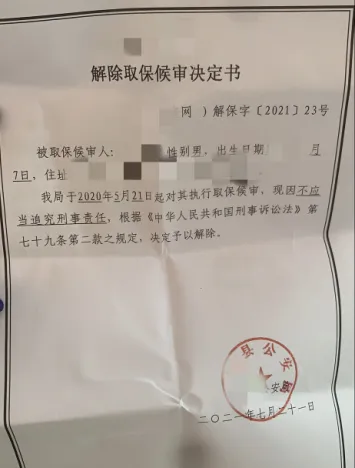 解除取保候审决定书
网）解保字〔2021〕23号
被取保候审人： 性别男，出生日期 月
7日，住址
我局于2020年5月21日起对其执行取保候审，现因不应
当追究刑事责任，根据《中华人民共和国刑事诉讼法》第
七十九条第二款之规定，决定予以解除。
县公安局
安
二〇二一年七月二十一日